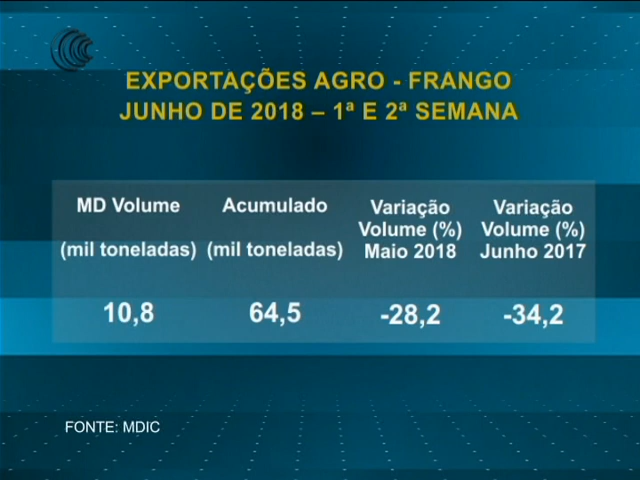 EXPORTAÇÕES AGRO - FRANGO
JUNHO DE 2018 – 1ª E 2ª SEMANA
MD Volume
(mil toneladas)
Acumulado
(mil toneladas)
Variação
Volume (%)
Maio 2018
Variação
Volume (%)
Junho 2017
10,8
64,5
-28,2
-34,2
FONTE: MDIC